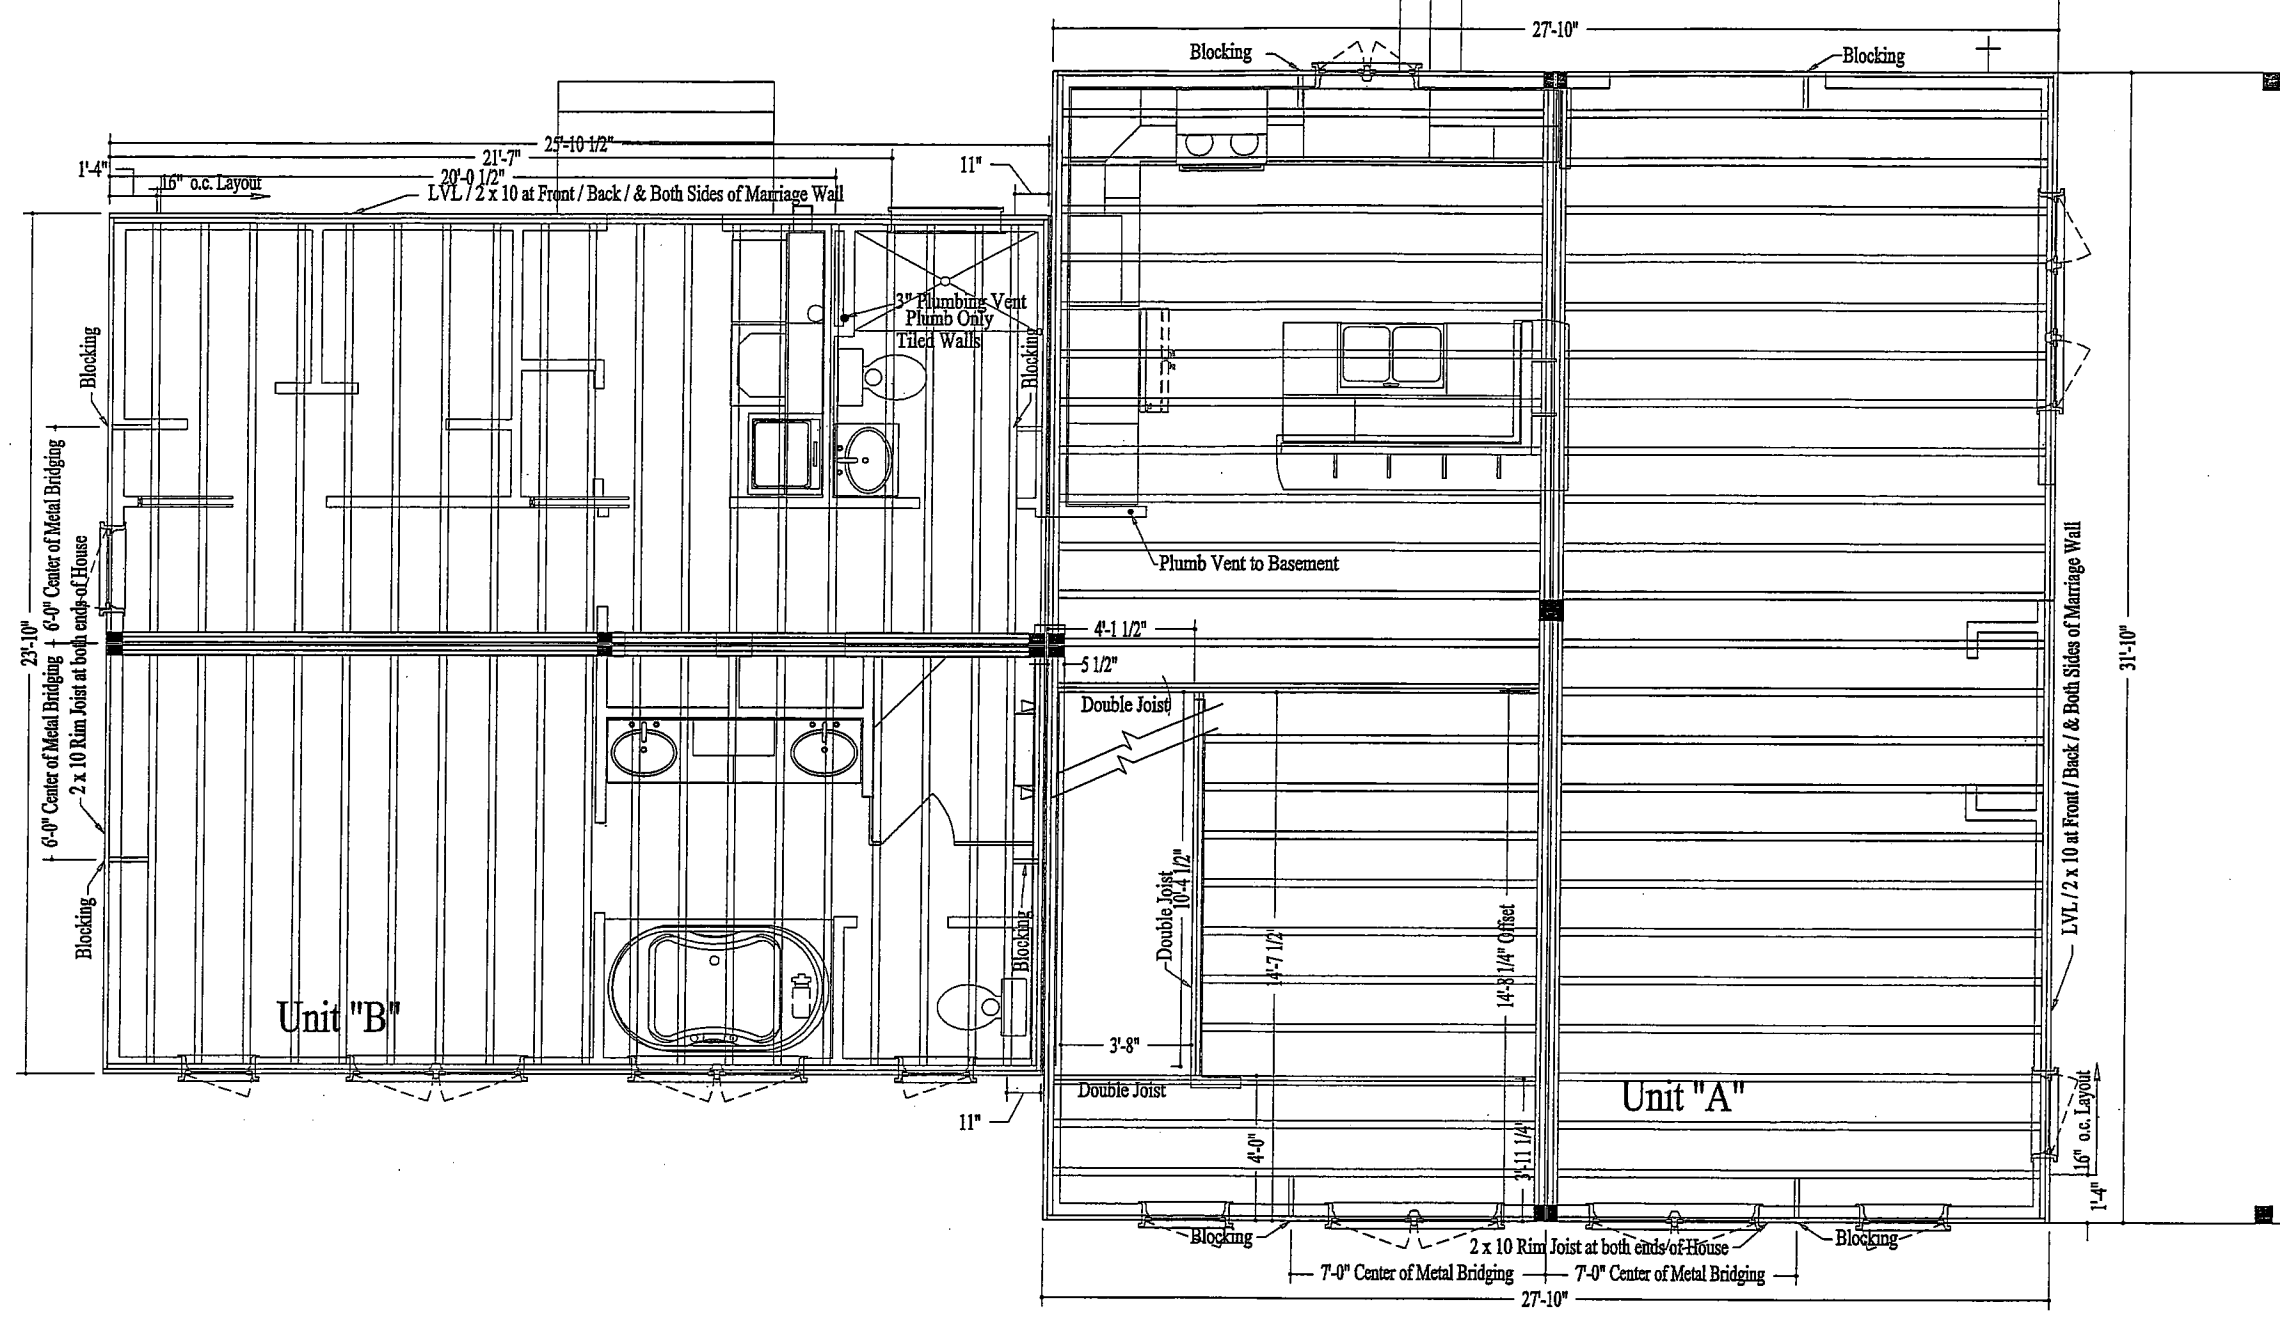 27'-10"
Blocking
Blocking
25'-10 1/2"
21'-7"
1'-4"
20'-0 1/2"
11"
16" o.c. Layout
LVL / 2 x 10 at Front / Back / & Both Sides of Marriage Wall
3" Plumbing Vent
Plumb Only
Tiled Walls
Blocking
Blocking
6'-0" Center of Metal Bridging
6'-0" Center of Metal Bridging
2 x 10 Rim Joist at both ends of House
23'-10"
Blocking
Plumb Vent to Basement
4'-1 1/2"
5 1/2"
Double Joist
LVL / 2 x 10 at Front / Back / & Both Sides of Marriage Wall
31'-10"
Double Joist
10'-4 1/2"
14'-7 1/2"
14'-8 1/4" Offset
Blocking
Unit "B"
3'-8"
Double Joist
Unit "A"
11"
4'-0"
3'-11 1/4"
16" o.c. Layout
1'-4"
Blocking
2 x 10 Rim Joist at both ends of House
Blocking
7'-0" Center of Metal Bridging
7'-0" Center of Metal Bridging
27'-10"